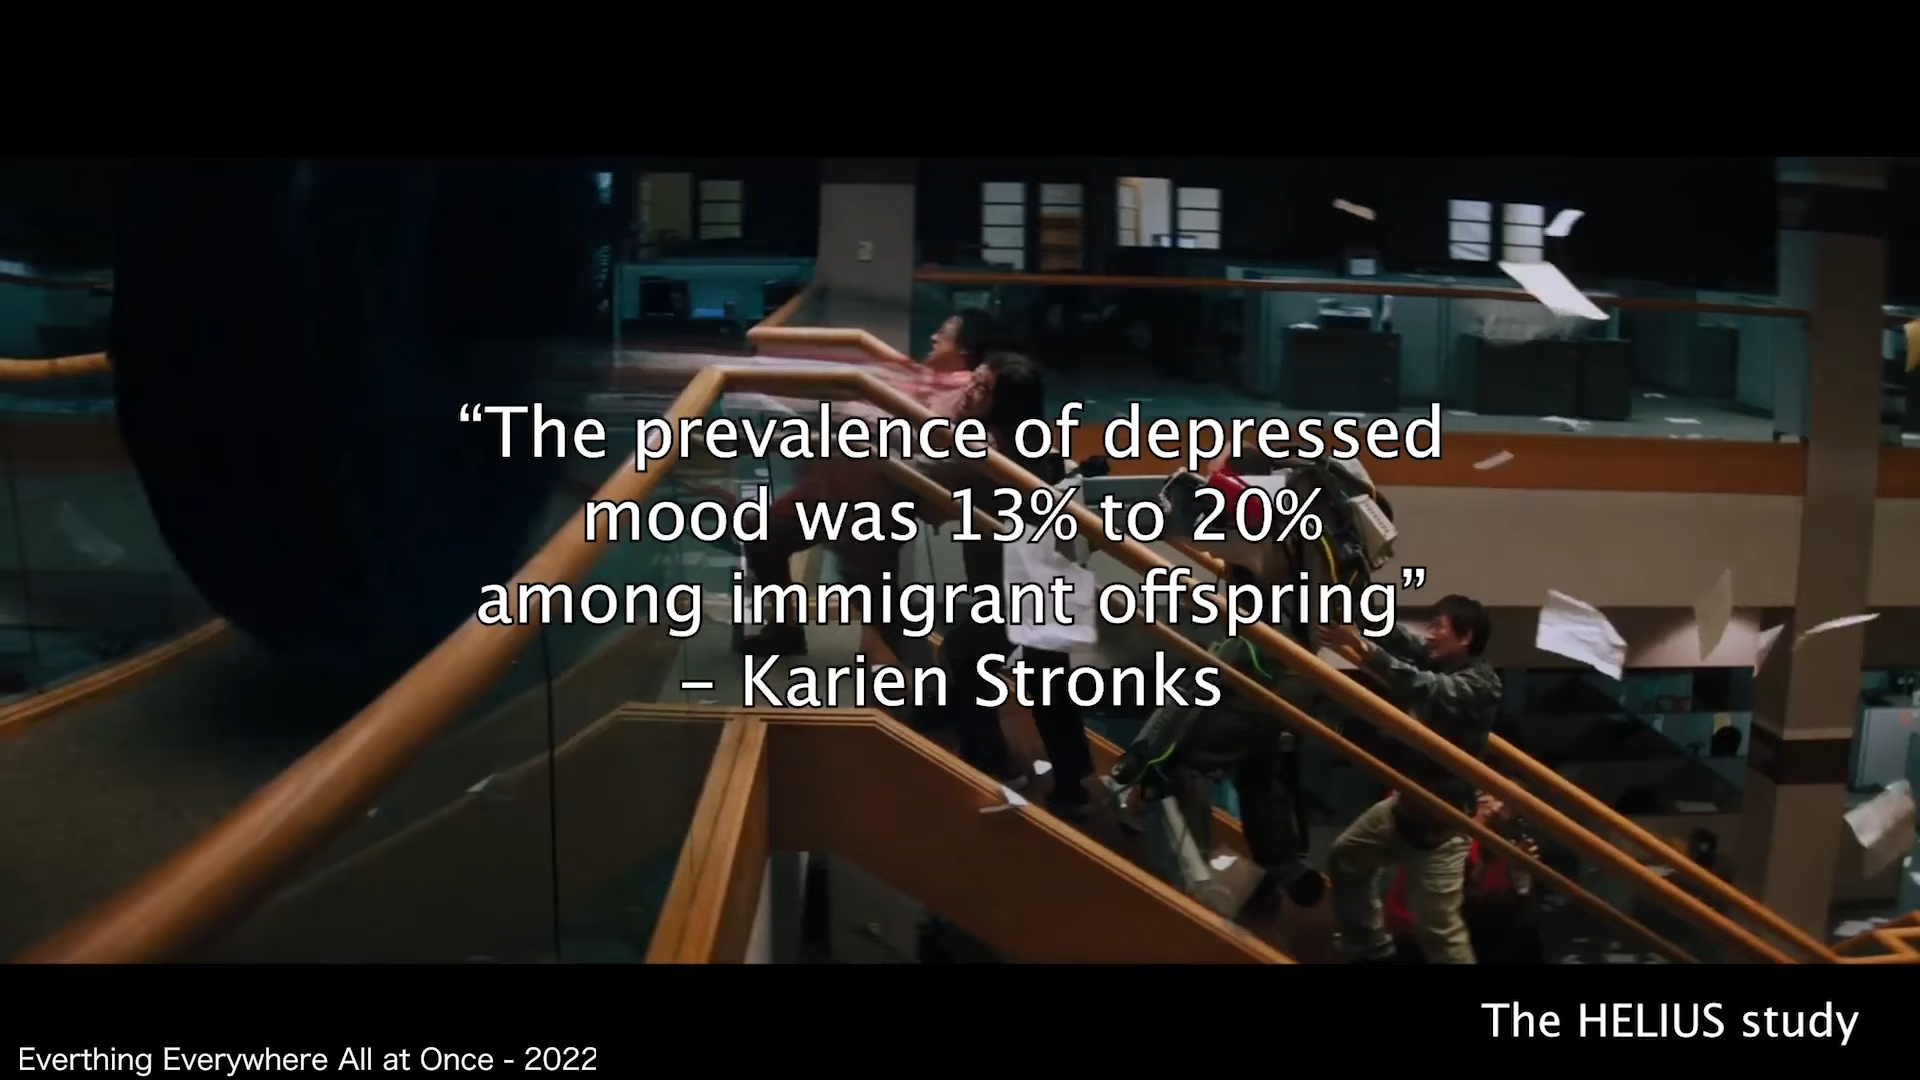 “The prevalence of depressed
mood was 13% to 20%
among immigrant offspring”
– Karien Stronks
The HELIUS study
Everthing Everywhere All at Once - 2022